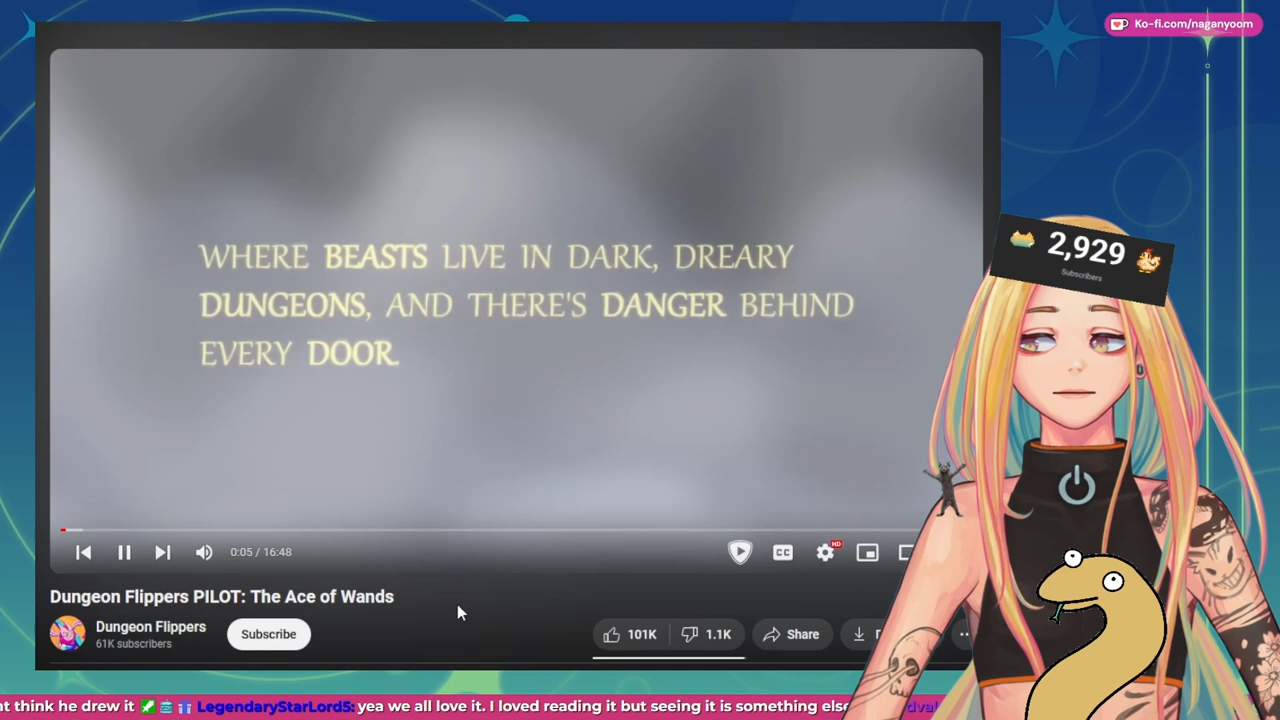 Ko-fi.com/naganyoom
2,929
Subscribers
WHERE BEASTS LIVE IN DARK, DREARY
DUNGEONS, AND THERE'S DANGER BEHIND
EVERY DOOR.
0:05 / 16:48
CC
HD
Dungeon Flippers PILOT: The Ace of Wands
Dungeon Flippers
61K subscribers
Subscribe
101K
1.1K
Share
think he drew it LegendaryStarLord5: yea we all love it. I loved reading it but seeing it is something else